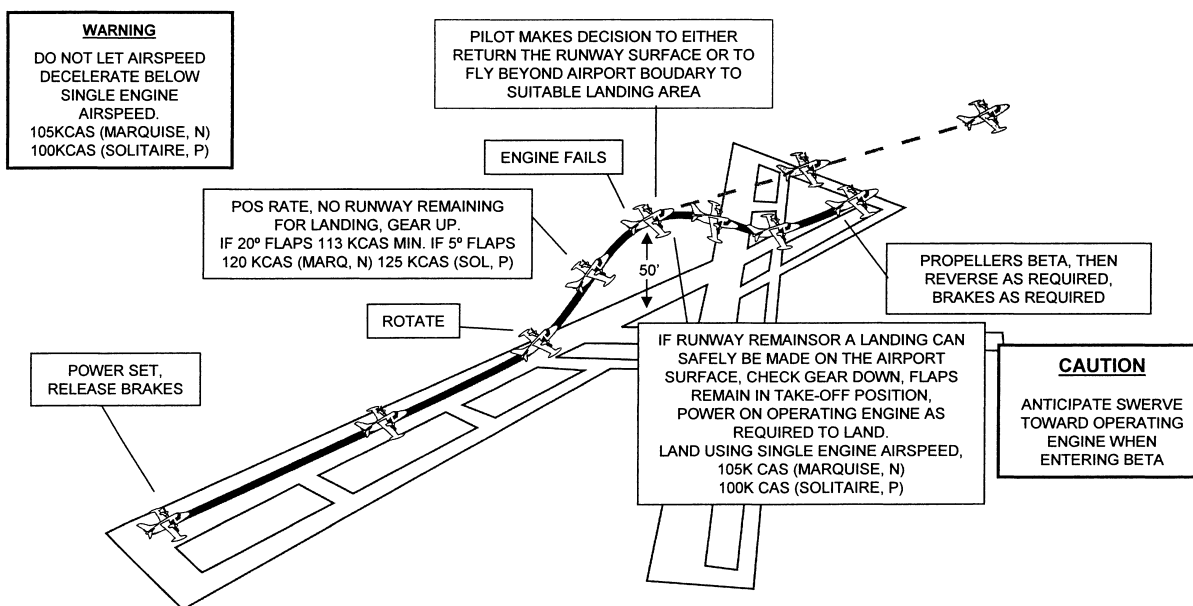 WARNING
DO NOT LET AIRSPEED
DECELERATE BELOW
SINGLE ENGINE
AIRSPEED.
105KCAS (MARQUISE, N)
100KCAS (SOLITAIRE, P)
PILOT MAKES DECISION TO EITHER
RETURN THE RUNWAY SURFACE OR TO
FLY BEYOND AIRPORT BOUDARY TO
SUITABLE LANDING AREA
ENGINE FAILS
POS RATE, NO RUNWAY REMAINING
FOR LANDING, GEAR UP.
IF 20º FLAPS 113 KCAS MIN. IF 5º FLAPS
120 KCAS (MARQ, N) 125 KCAS (SOL, P)
50'
PROPELLERS BETA, THEN
REVERSE AS REQUIRED,
BRAKES AS REQUIRED
ROTATE
POWER SET,
RELEASE BRAKES
IF RUNWAY REMAINSOR A LANDING CAN
SAFELY BE MADE ON THE AIRPORT
SURFACE, CHECK GEAR DOWN, FLAPS
REMAIN IN TAKE-OFF POSITION,
POWER ON OPERATING ENGINE AS
REQUIRED TO LAND.
LAND USING SINGLE ENGINE AIRSPEED,
105K CAS (MARQUISE, N)
100K CAS (SOLITAIRE, P)
CAUTION
ANTICIPATE SWERVE
TOWARD OPERATING
ENGINE WHEN
ENTERING BETA